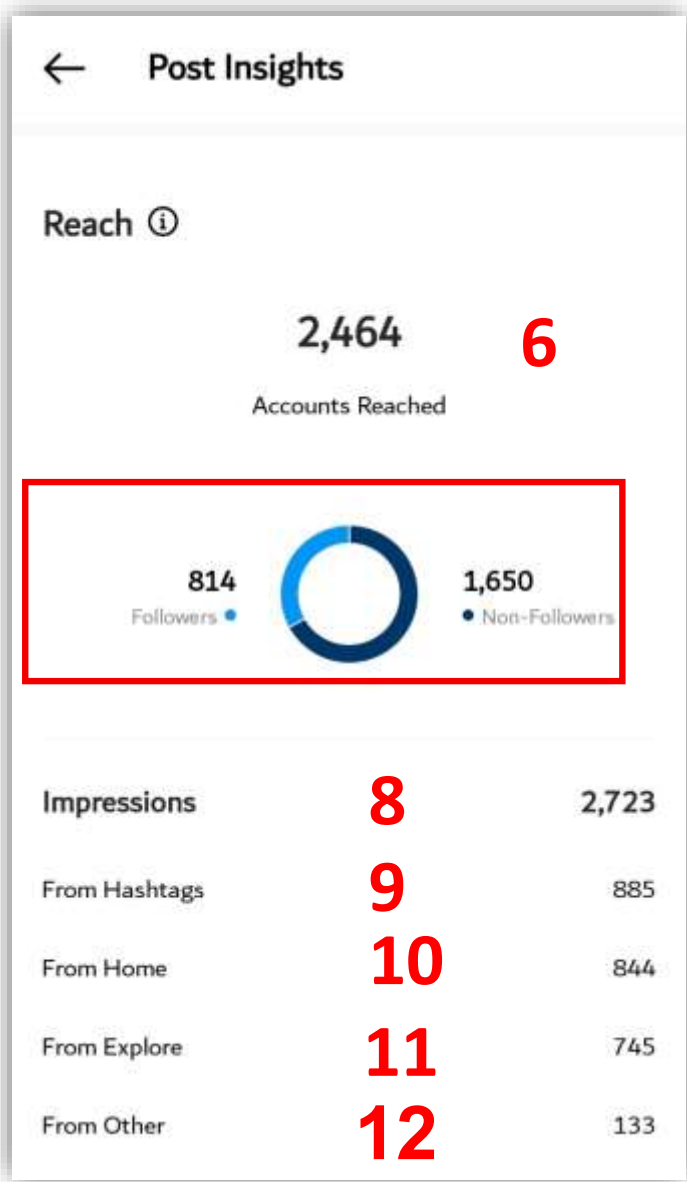 ← Post Insights
Reach ⓘ
2,464 6
Accounts Reached
814 1,650
Followers • • Non-Followers
Impressions 8 2,723
From Hashtags 9 885
From Home 10 844
From Explore 11 745
From Other 12 133